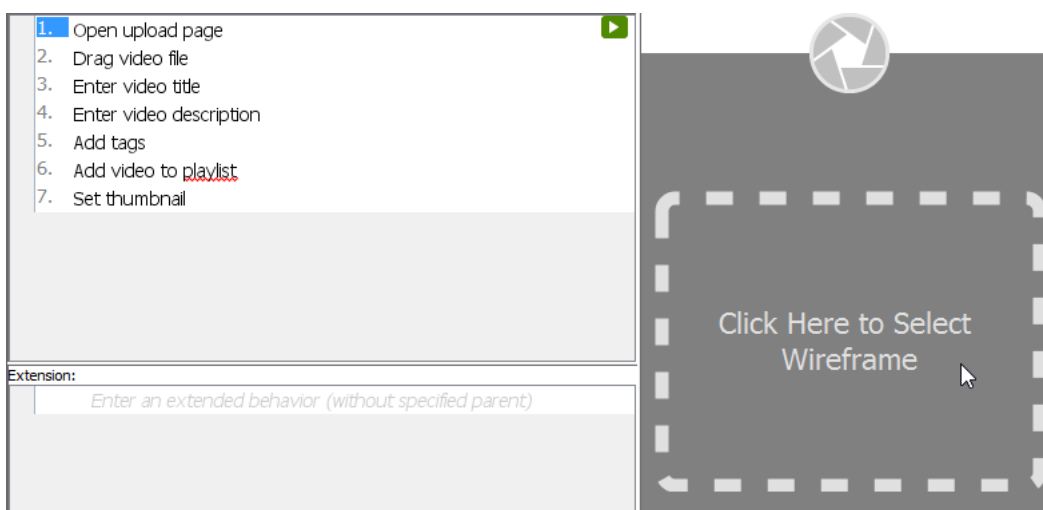 1. Open upload page
2. Drag video file
3. Enter video title
4. Enter video description
5. Add tags
6. Add video to playlist
7. Set thumbnail
Extension:
Enter an extended behavior (without specified parent)
Click Here to Select
Wireframe